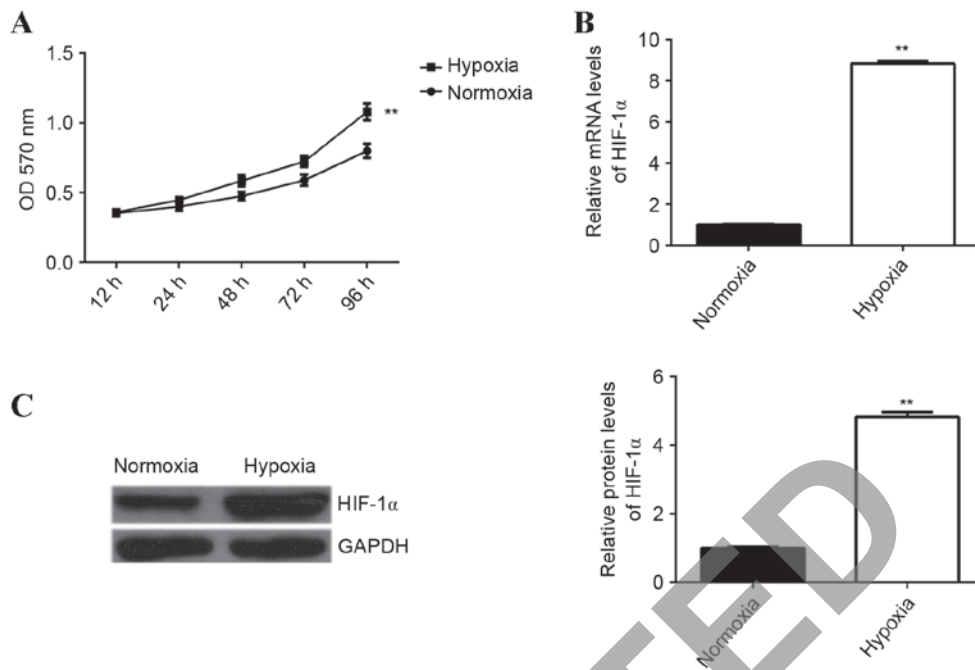 A
1.5
1.0
0.5
0.0
OD 570 nm
12 h
24 h
48 h
72 h
96 h
Hypoxia
Normoxia
**
B
10
8
6
4
2
0
Relative mRNA levels
of HIF-1α
**
Normoxia
Hypoxia
C
Normoxia Hypoxia
HIF-1α
GAPDH
6
4
2
0
Relative protein levels
of HIF-1α
**
Normoxia
Hypoxia
TED